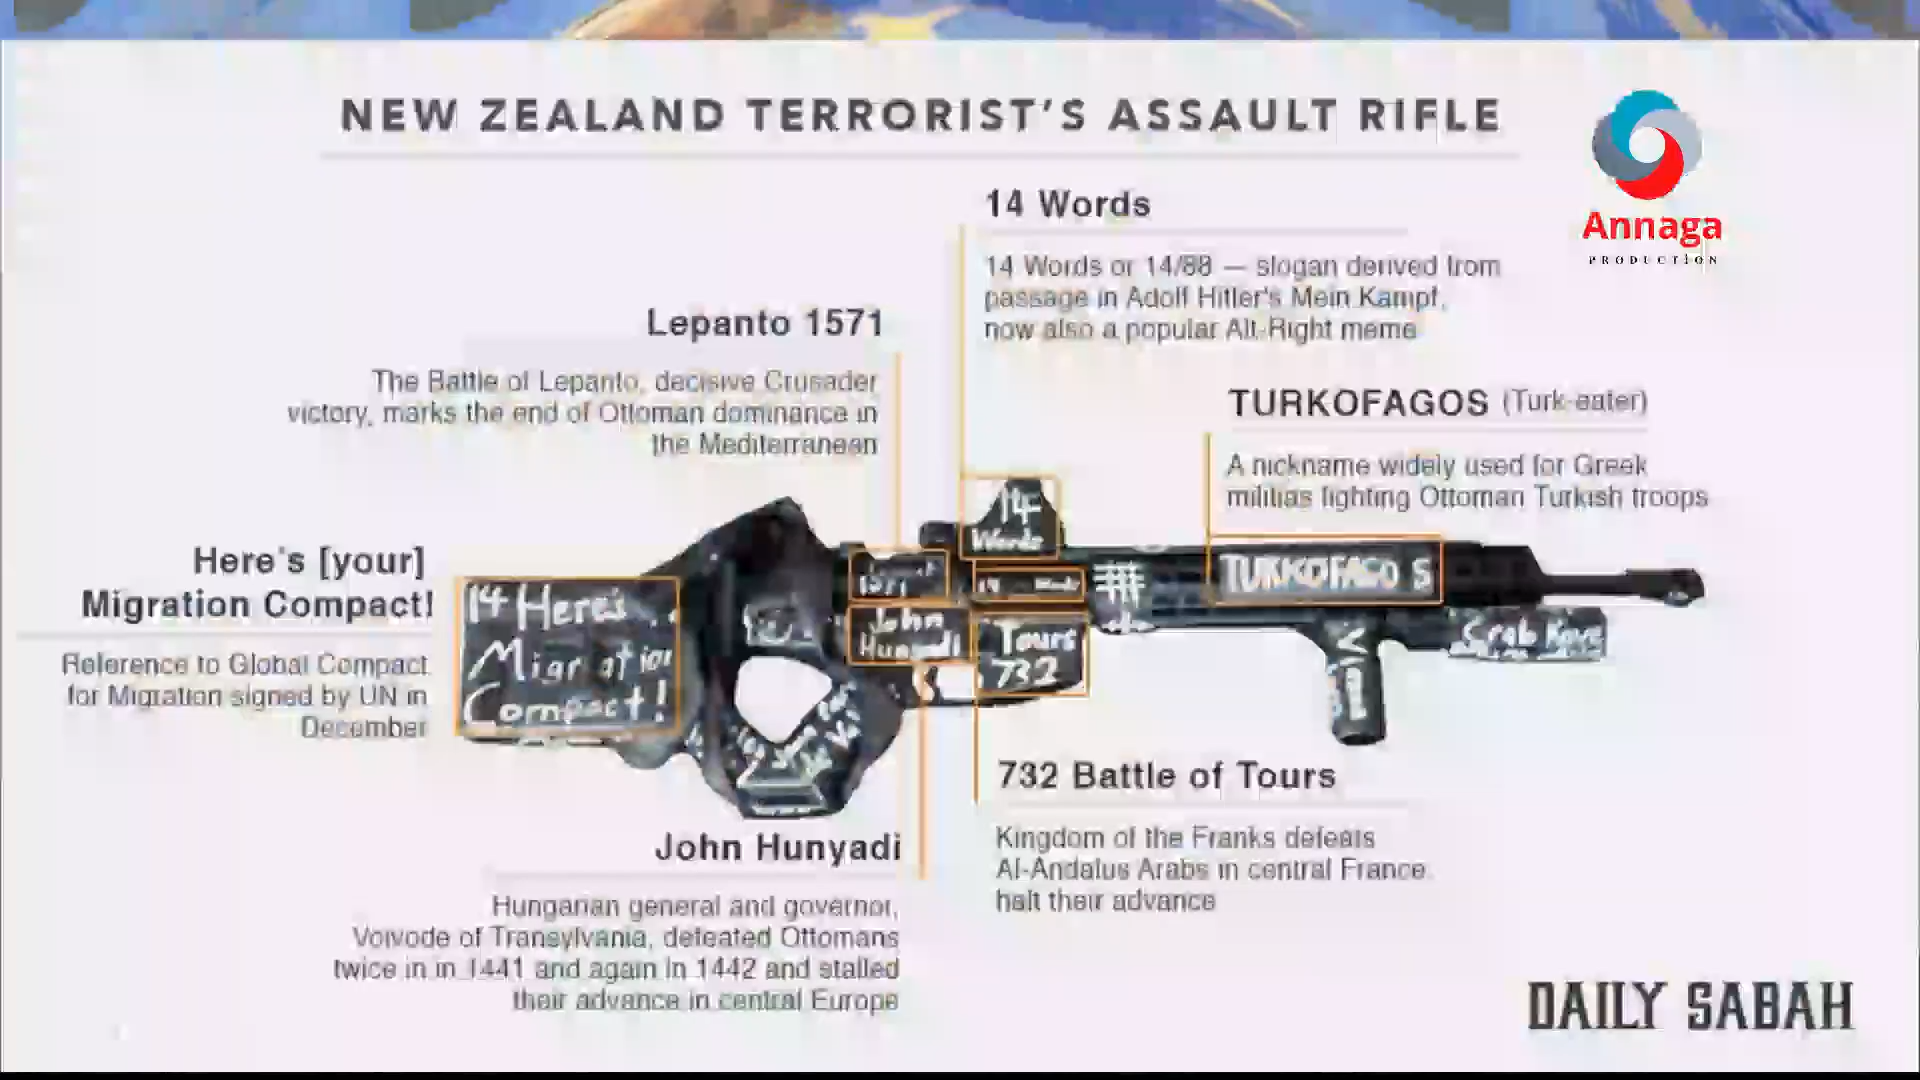 NEW ZEALAND TERRORIST'S ASSAULT RIFLE
Annaga
PRODUCTION
14 Words
14 Words or 14/88 — slogan derived from
passage in Adolf Hitler's Mein Kampf,
now also a popular Alt-Right meme
Lepanto 1571
The Battle of Lepanto, decisive Crusader
victory, marks the end of Ottoman dominance in
the Mediterranean
TURKOFAGOS (Turk-eater)
A nickname widely used for Greek
militias fighting Ottoman Turkish troops
Here's [your]
Migration Compact!
Reference to Global Compact
for Migration signed by UN in
December
14 Here's
Migration
Compact!
1571
John
Hunyadi
14
Words
14 Words
Tours
732
TURKOFAGOS
John Hunyadi
Hungarian general and governor,
Voivode of Transylvania, defeated Ottomans
twice in in 1441 and again in 1442 and stalled
their advance in central Europe
732 Battle of Tours
Kingdom of the Franks defeats
Al-Andalus Arabs in central France,
halt their advance
DAILY SABAH